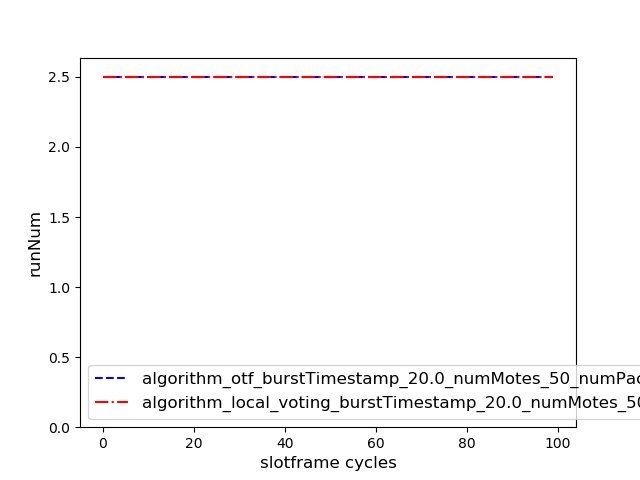 2.5
2.0
1.5
1.0
0.5
0.0
runNum
algorithm_otf_burstTimestamp_20.0_numMotes_50_numPac
algorithm_local_voting_burstTimestamp_20.0_numMotes_50
0 20 40 60 80 100
slotframe cycles